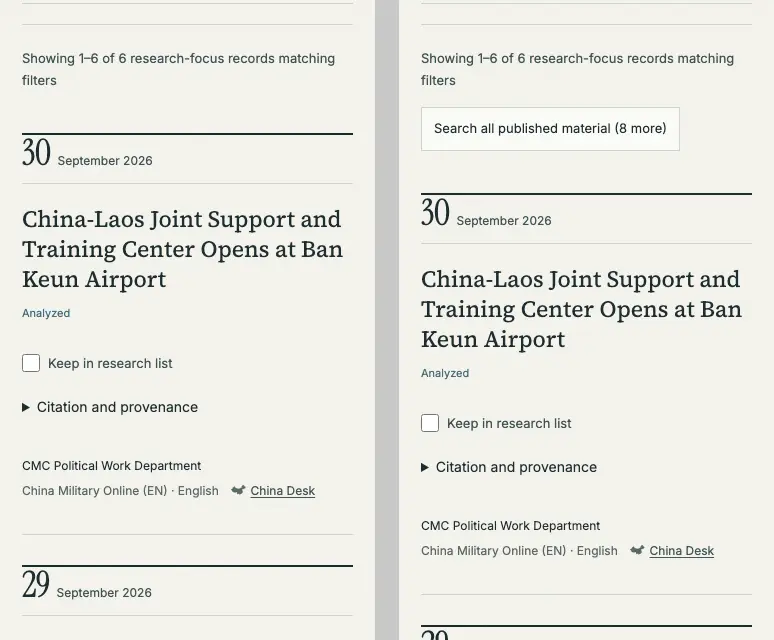 Showing 1–6 of 6 research-focus records matching
filters
30 September 2026
China-Laos Joint Support and
Training Center Opens at Ban
Keun Airport
Analyzed
Keep in research list
Citation and provenance
CMC Political Work Department
China Military Online (EN) · English China Desk
29 September 2026
Showing 1–6 of 6 research-focus records matching
filters
Search all published material (8 more)
30 September 2026
China-Laos Joint Support and
Training Center Opens at Ban
Keun Airport
Analyzed
Keep in research list
Citation and provenance
CMC Political Work Department
China Military Online (EN) · English China Desk